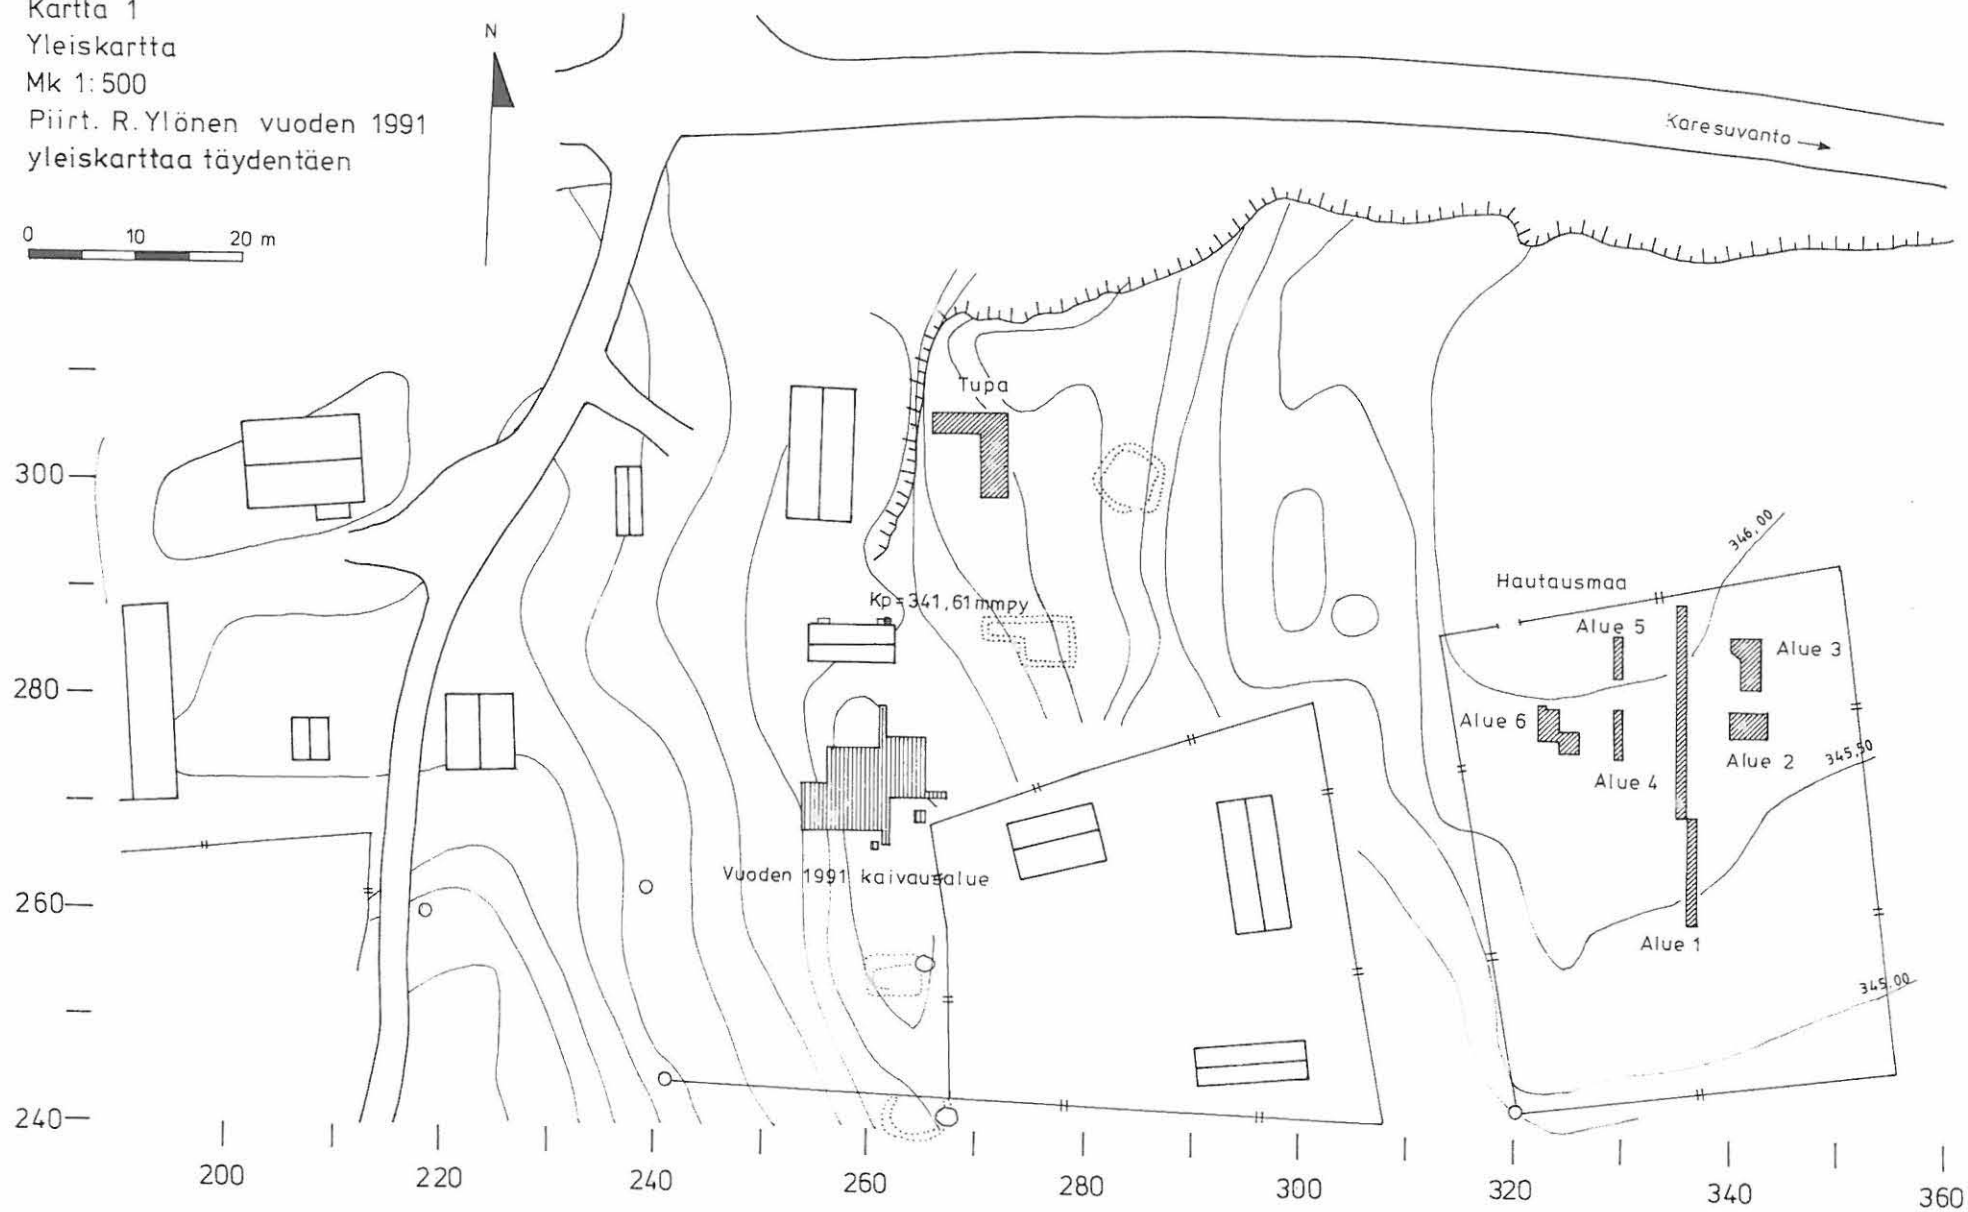 Kartta 1
Yleiskartta
Mk 1:500
Piirt. R.Ylönen vuoden 1991
yleiskarttaa täydentäen
N
0 10 20 m
Karesuvanto
Tupa
300
346,00
Hautausmaa
Kp=341,61mmpy
Alue 5
Alue 3
280
Alue 6
345,50
Alue 2
Alue 4
Vuoden 1991 kaivausalue
260
Alue 1
345,00
240
200 220 240 260 280 300 320 340 360